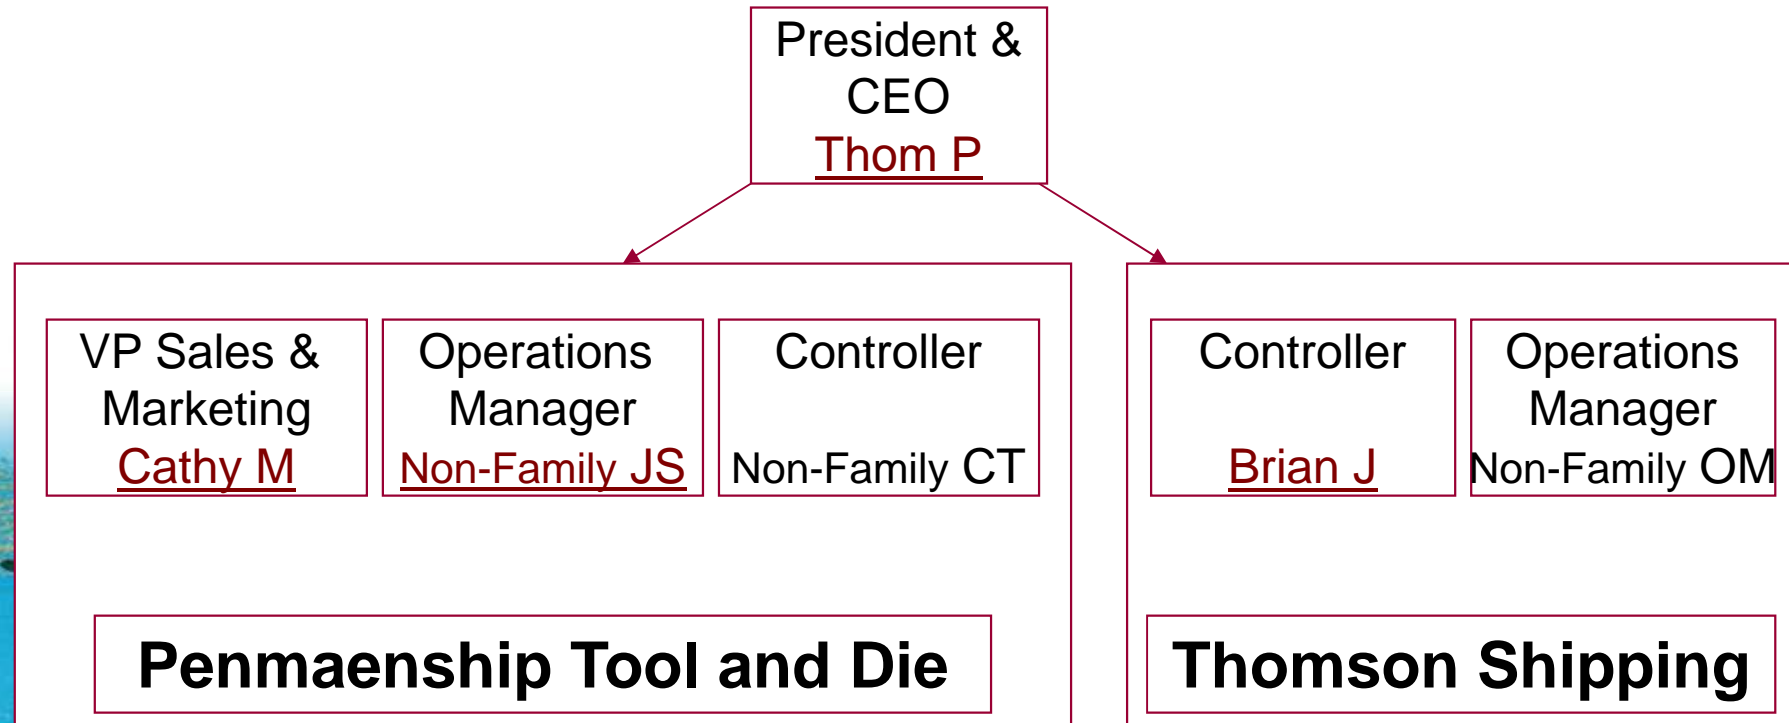 President &
CEO
Thom P
VP Sales &
Marketing
Cathy M
Operations
Manager
Non-Family JS
Controller
Non-Family CT
Controller
Brian J
Operations
Manager
Non-Family OM
Penmaenship Tool and Die
Thomson Shipping